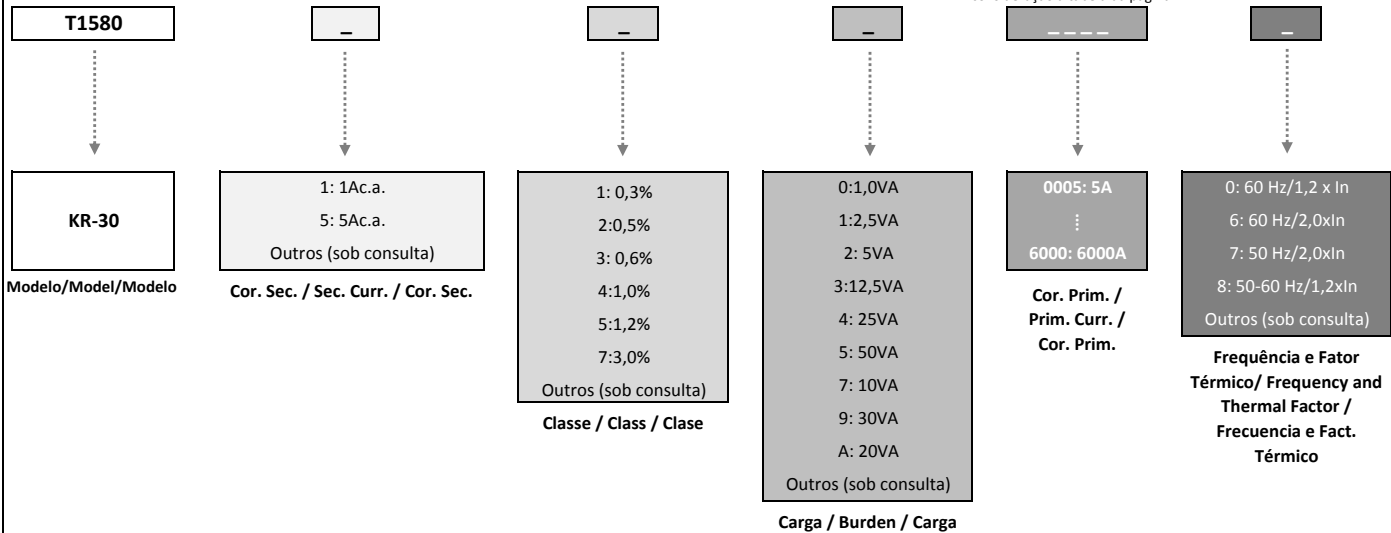 T1580
_
_
_
_ _ _ _
_
KR-30
Modelo/Model/Modelo
1: 1Ac.a.
5: 5Ac.a.
Outros (sob consulta)
Cor. Sec. / Sec. Curr. / Cor. Sec.
1: 0,3%
2:0,5%
3: 0,6%
4:1,0%
5:1,2%
7:3,0%
Outros (sob consulta)
Classe / Class / Clase
0:1,0VA
1:2,5VA
2: 5VA
3:12,5VA
4: 25VA
5: 50VA
7: 10VA
9: 30VA
A: 20VA
Outros (sob consulta)
Carga / Burden / Carga
0005: 5A
⁞
6000: 6000A
Cor. Prim. /
Prim. Curr. /
Cor. Prim.
0: 60 Hz/1,2 x In
6: 60 Hz/2,0xIn
7: 50 Hz/2,0xIn
8: 50-60 Hz/1,2xIn
Outros (sob consulta)
Frequência e Fator
Térmico/ Frequency and
Thermal Factor /
Frecuencia e Fact.
Térmico